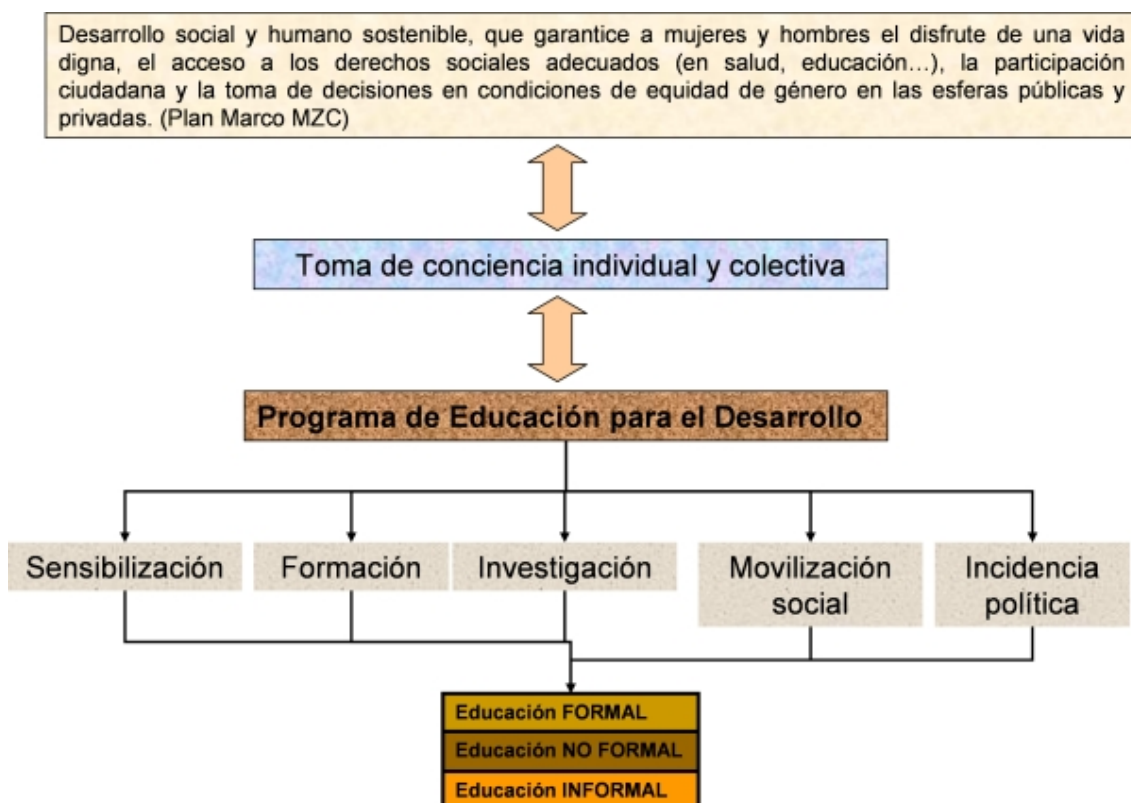 Desarrollo social y humano sostenible, que garantice a mujeres y hombres el disfrute de una vida
digna, el acceso a los derechos sociales adecuados (en salud, educación…), la participación
ciudadana y la toma de decisiones en condiciones de equidad de género en las esferas públicas y
privadas. (Plan Marco MZC)
Toma de conciencia individual y colectiva
Programa de Educación para el Desarrollo
Sensibilización
Formación
Investigación
Movilización
social
Incidencia
política
Educación FORMAL
Educación NO FORMAL
Educación INFORMAL